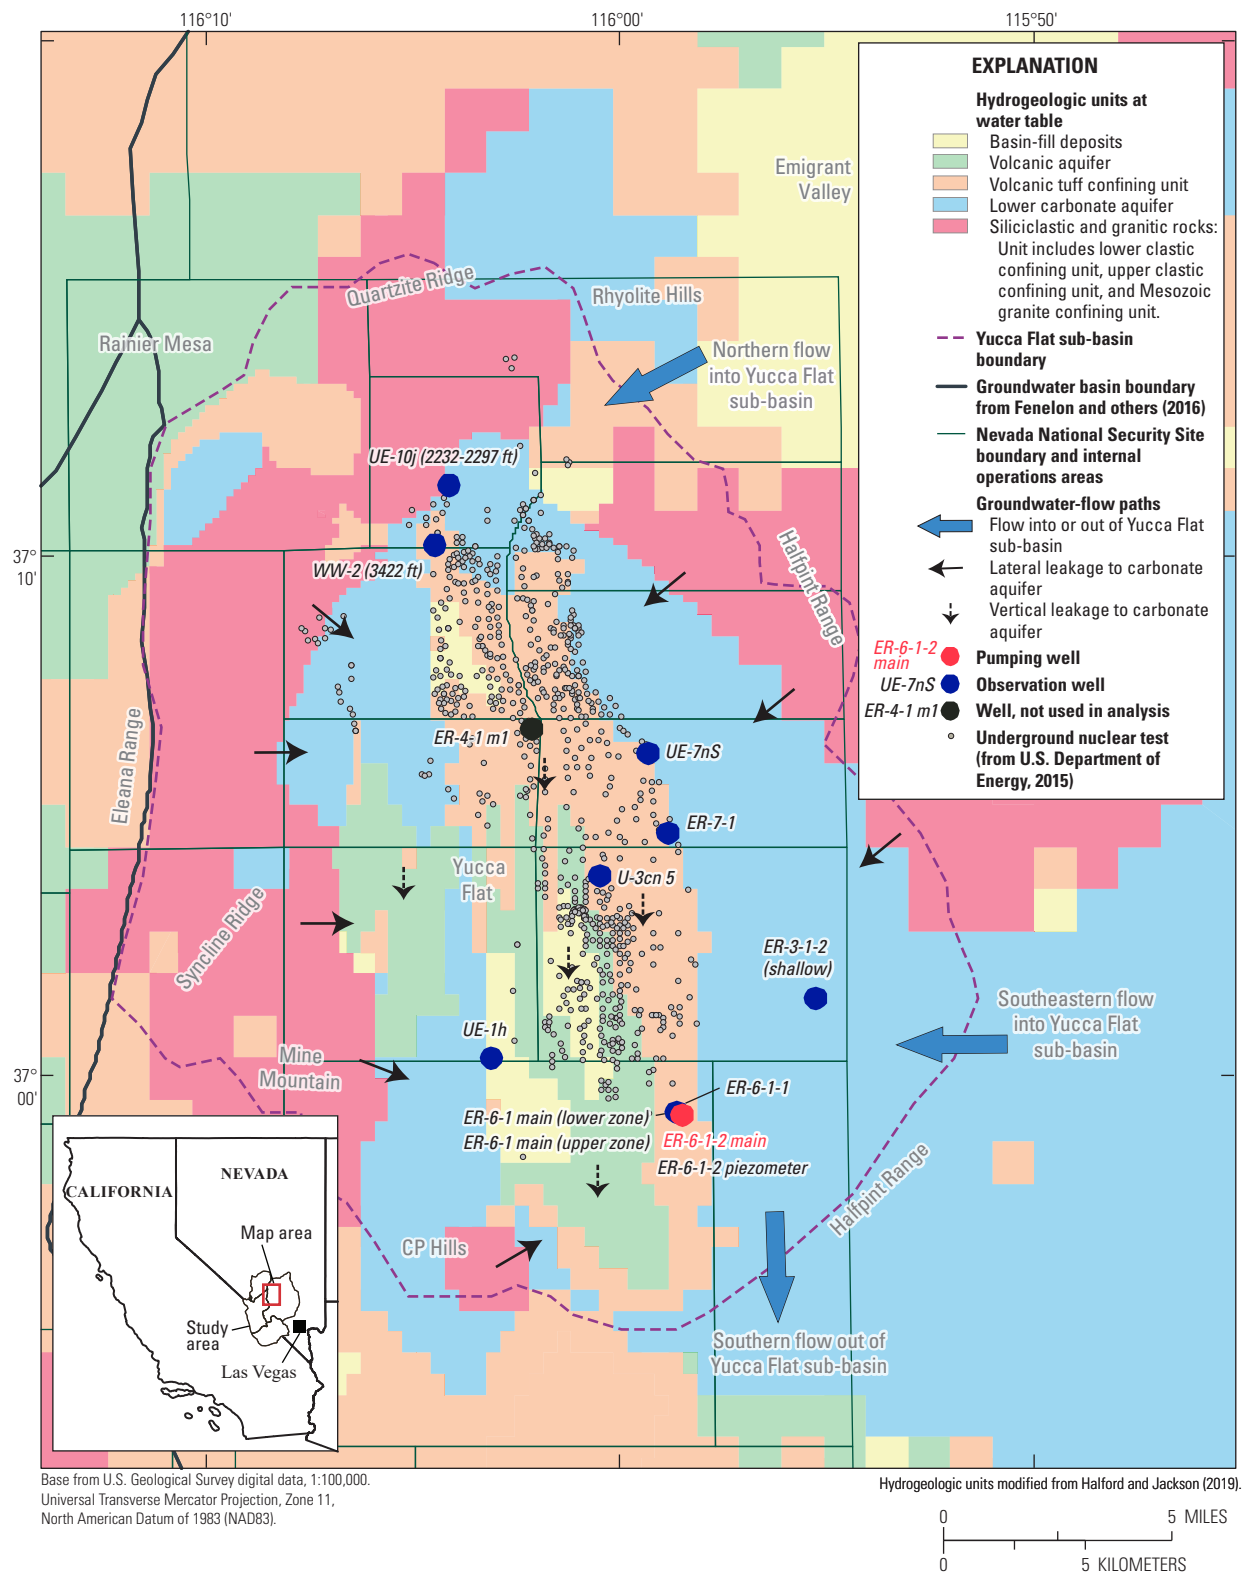 116°10'
116°00'
115°50'
EXPLANATION
Hydrogeologic units at
water table
Basin-fill deposits
Volcanic aquifer
Volcanic tuff confining unit
Lower carbonate aquifer
Siliciclastic and granitic rocks:
Unit includes lower clastic
confining unit, upper clastic
confining unit, and Mesozoic
granite confining unit.
Yucca Flat sub-basin
boundary
Groundwater basin boundary
from Fenelon and others (2016)
Nevada National Security Site
boundary and internal
operations areas
Groundwater-flow paths
Flow into or out of Yucca Flat
sub-basin
Lateral leakage to carbonate
aquifer
Vertical leakage to carbonate
aquifer
ER-6-1-2
main
Pumping well
UE-7nS
Observation well
ER-4-1 m1
Well, not used in analysis
Underground nuclear test
(from U.S. Department of
Energy, 2015)
Emigrant
Valley
Quartzite Ridge
Rhyolite Hills
Rainier Mesa
Northern flow
into Yucca Flat
sub-basin
UE-10j (2232-2297 ft)
37°
10'
WW-2 (3422 ft)
Halfpint Range
Eleana Range
ER-4-1 m1
UE-7nS
ER-7-1
Yucca
Flat
U-3cn 5
Syncline Ridge
ER-3-1-2
(shallow)
Southeastern flow
into Yucca Flat
sub-basin
UE-1h
Mine
Mountain
37°
00'
ER-6-1-1
ER-6-1 main (lower zone)
ER-6-1 main (upper zone)
ER-6-1-2 main
ER-6-1-2 piezometer
Halfpint Range
CP Hills
Southern flow out of
Yucca Flat sub-basin
NEVADA
CALIFORNIA
Map area
Study
area
Las Vegas
Base from U.S. Geological Survey digital data, 1:100,000.
Universal Transverse Mercator Projection, Zone 11,
North American Datum of 1983 (NAD83).
Hydrogeologic units modified from Halford and Jackson (2019).
0 5 MILES
0 5 KILOMETERS